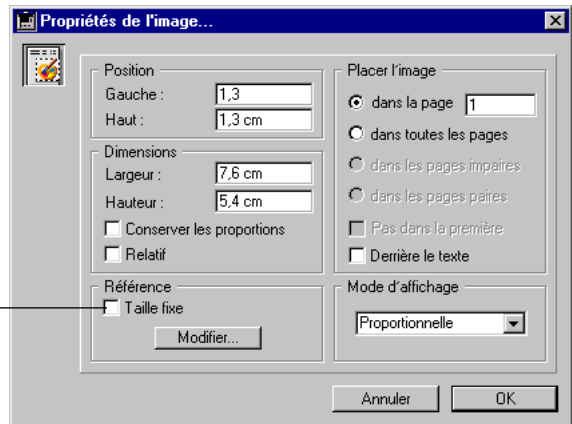 Propriétés de l'image...
Position
Gauche : 1,3
Haut : 1,3 cm
Dimensions
Largeur : 7,6 cm
Hauteur : 5,4 cm
Conserver les proportions
Relatif
Référence
Taille fixe
Modifier...
Placer l'image
dans la page 1
dans toutes les pages
dans les pages impaires
dans les pages paires
Pas dans la première
Derrière le texte
Mode d'affichage
Proportionnelle
Annuler
OK